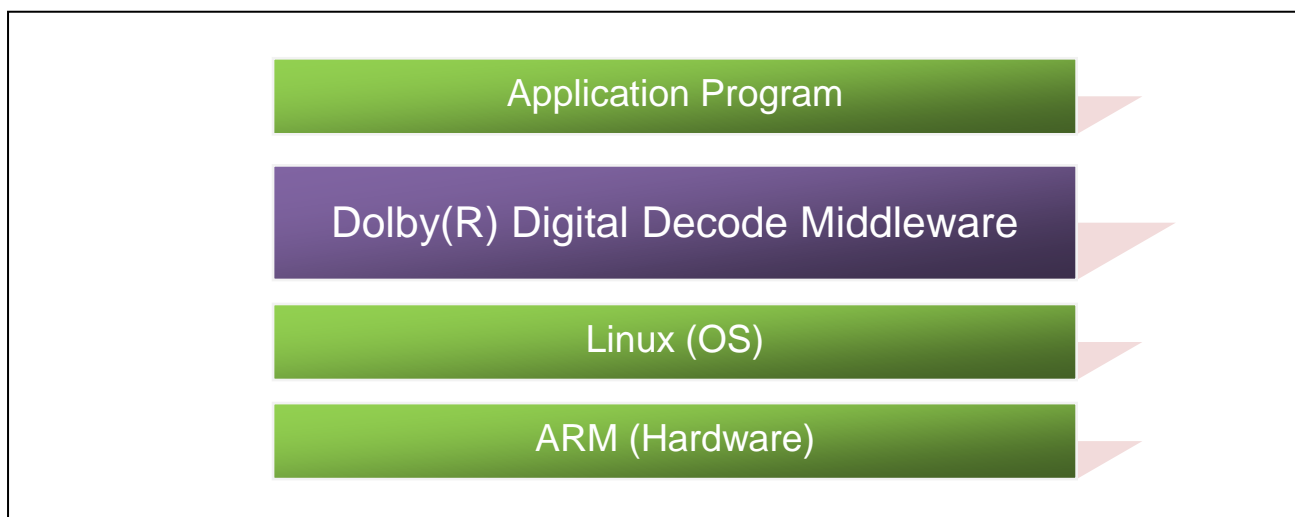 Application Program
Dolby(R) Digital Decode Middleware
Linux (OS)
ARM (Hardware)